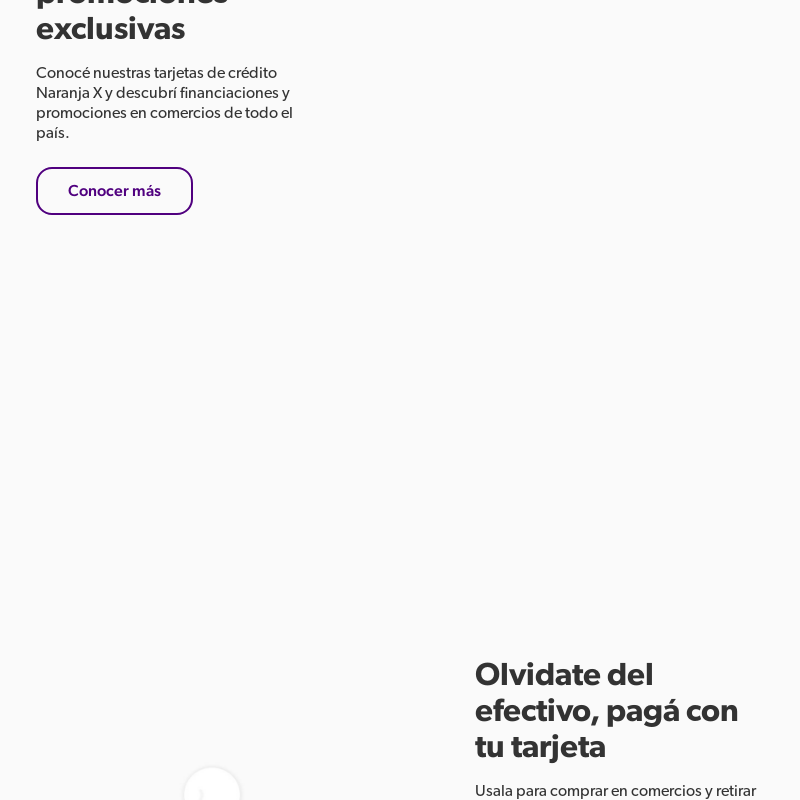 promociones
exclusivas
Conocé nuestras tarjetas de crédito
Naranja X y descubrí financiaciones y
promociones en comercios de todo el
país.
Conocer más
Olvidate del
efectivo, pagá con
tu tarjeta
Usala para comprar en comercios y retirar